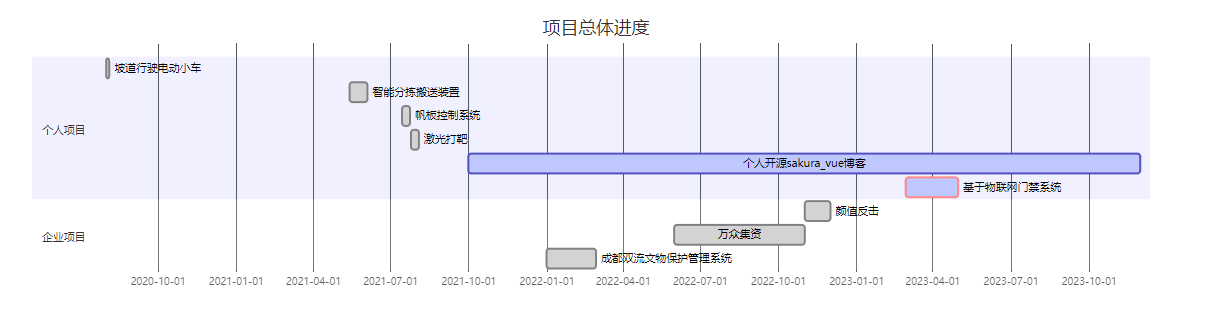 项目总体进度
坡道行驶电动小车
智能分拣搬送装置
帆板控制系统
激光打靶
个人项目
个人开源sakura_vue博客
基于物联网门禁系统
颜值反击
万众集资
企业项目
成都双流文物保护管理系统
2020-10-01 2021-01-01 2021-04-01 2021-07-01 2021-10-01 2022-01-01 2022-04-01 2022-07-01 2022-10-01 2023-01-01 2023-04-01 2023-07-01 2023-10-01